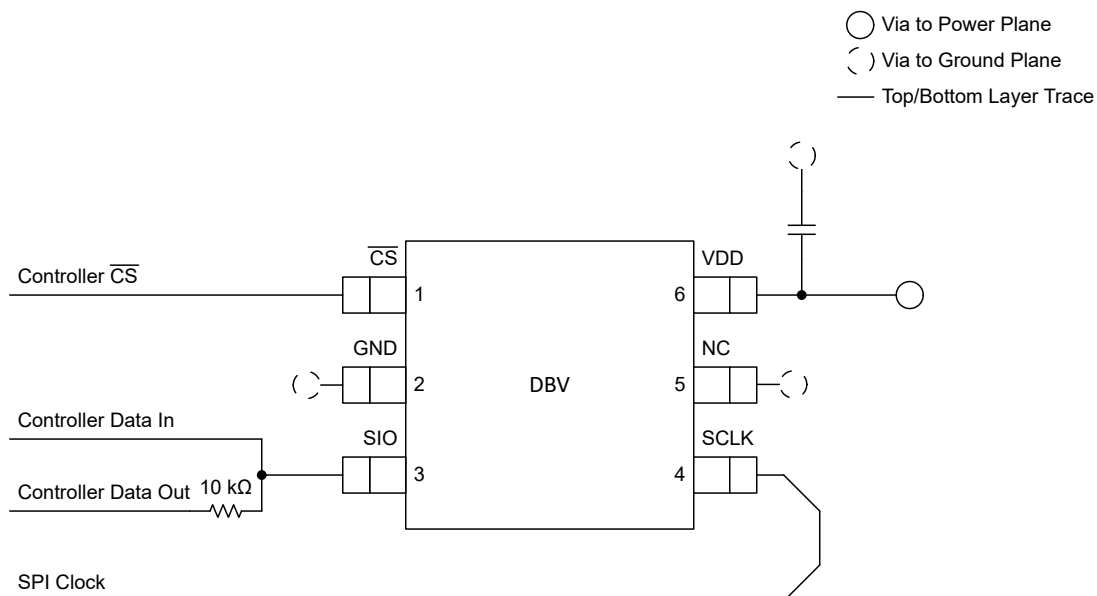 Via to Power Plane
Via to Ground Plane
Top/Bottom Layer Trace
CS
VDD
Controller CS
1
6
GND
NC
2
DBV
5
Controller Data In
SIO
SCLK
3
4
Controller Data Out
10 kΩ
SPI Clock